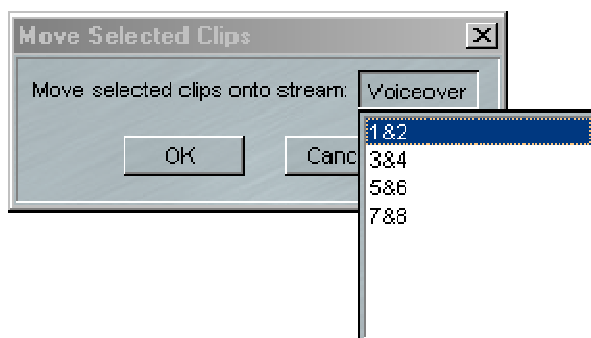 Move Selected Clips
Move selected clips onto stream: Voiceover
OK Canc
1&2
3&4
5&6
7&8